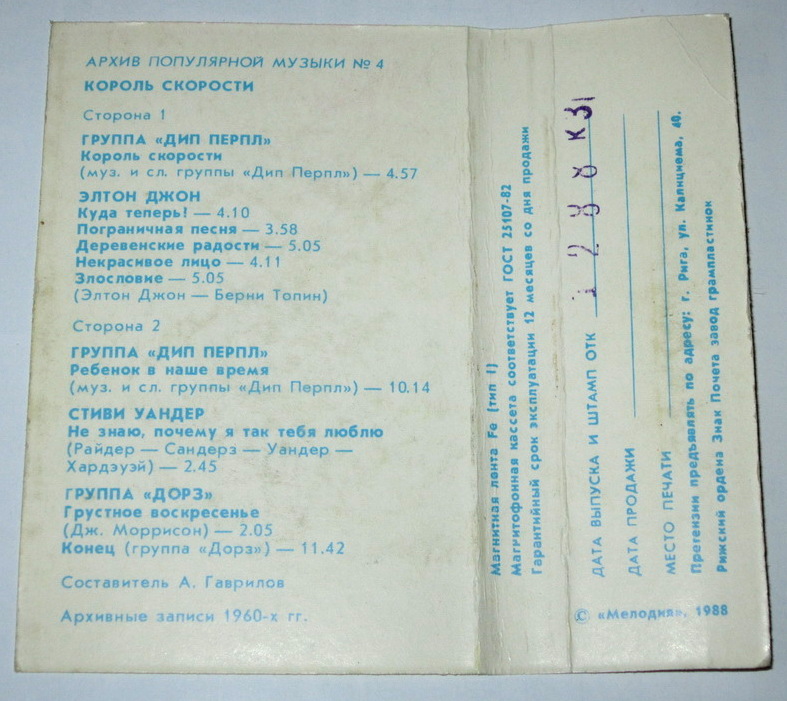 АРХИВ ПОПУЛЯРНОЙ МУЗЫКИ № 4
КОРОЛЬ СКОРОСТИ
Сторона 1
ГРУППА «ДИП ПЕРПЛ»
Король скорости
(муз. и сл. группы «Дип Перпл») — 4.57
ЭЛТОН ДЖОН
Куда теперь! — 4.10
Пограничная песня — 3.58
Деревенские радости — 5.05
Некрасивое лицо — 4.11
Злословие — 5.05
(Элтон Джон — Берни Топин)
Сторона 2
ГРУППА «ДИП ПЕРПЛ»
Ребенок в наше время
(муз. и сл. группы «Дип Перпл») — 10.14
СТИВИ УАНДЕР
Не знаю, почему я так тебя люблю
(Райдер — Сандерз — Уандер —
Хардэуэй) — 2.45
ГРУППА «ДОРЗ»
Грустное воскресенье
(Дж. Моррисон) — 2.05
Конец (группа «Дорз») — 11.42
Составитель А. Гаврилов
Архивные записи 1960-х гг.
Магнитная лента Fe (тип I)
Магнитофонная кассета соответствует ГОСТ 25107-82
Гарантийный срок эксплуатации 12 месяцев со дня продажи
ДАТА ВЫПУСКА И ШТАМП ОТК 1 2 8 8 К31
ДАТА ПРОДАЖИ
МЕСТО ПЕЧАТИ
Претензии предъявлять по адресу: г. Рига, ул. Калнциема, 40.
Рижский ордена Знак Почета завод грампластинок
© «Мелодия», 1988